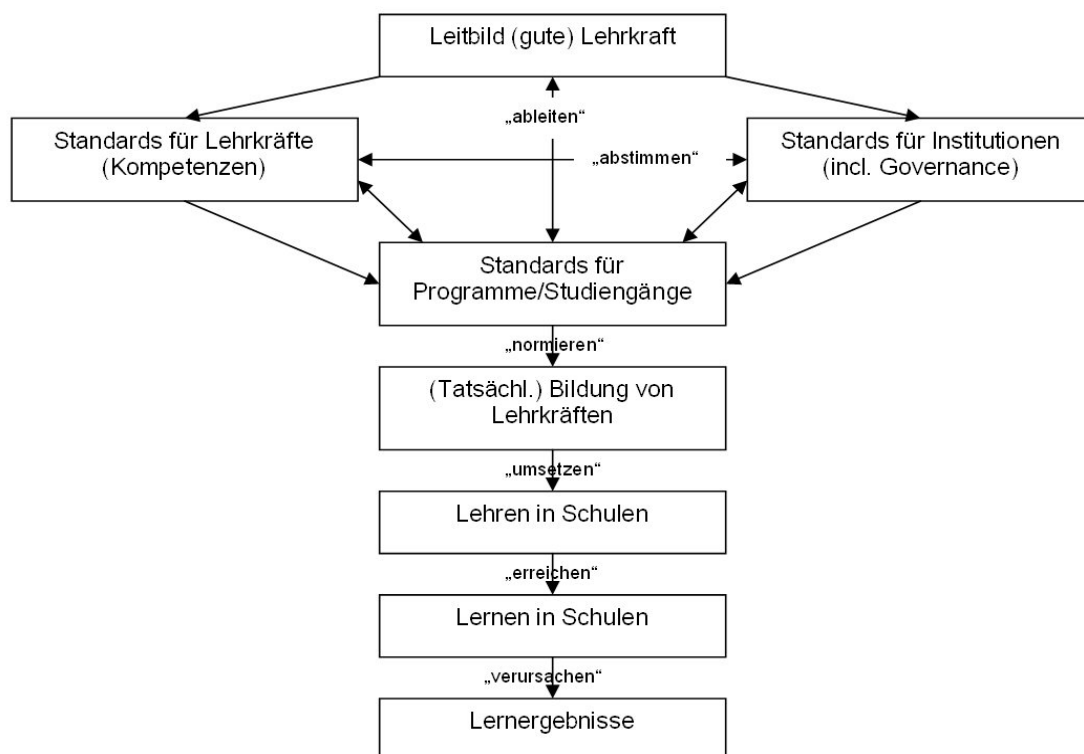 Leitbild (gute) Lehrkraft
„ableiten“
Standards für Lehrkräfte
(Kompetenzen)
„abstimmen“
Standards für Institutionen
(incl. Governance)
Standards für
Programme/Studiengänge
„normieren“
(Tatsächl.) Bildung von
Lehrkräften
„umsetzen“
Lehren in Schulen
„erreichen“
Lernen in Schulen
„verursachen“
Lernergebnisse